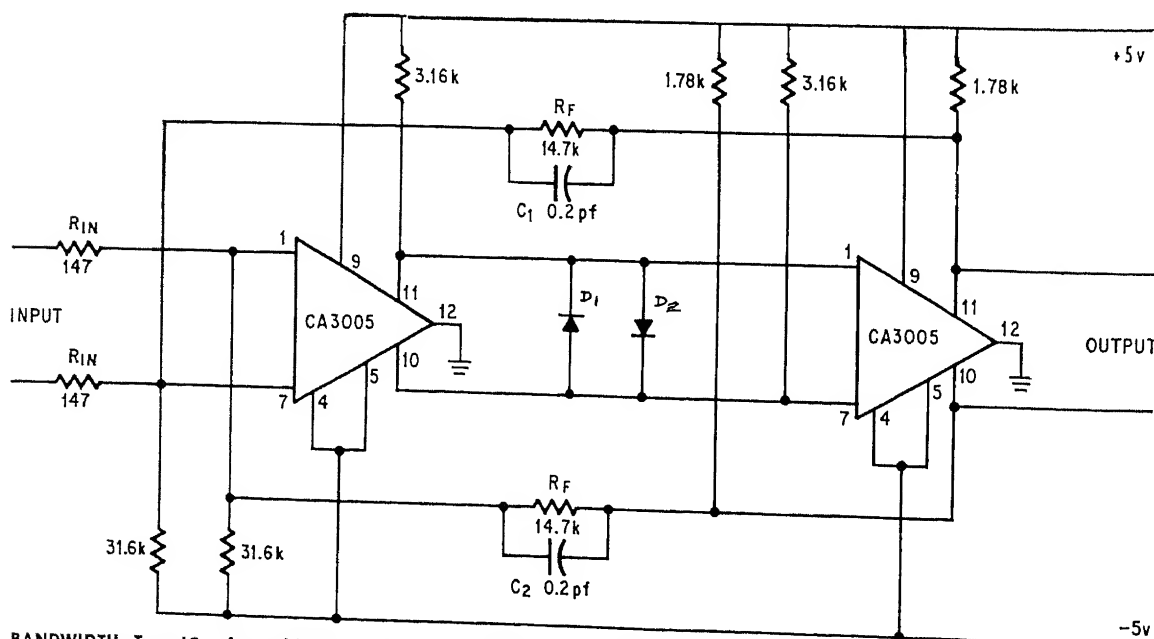 +5v
3.16k
1.78k
3.16k
1.78k
RF
14.7k
C1 0.2pf
RIN
147
1
9
11
12
CA3005
10
5
4
7
INPUT
RIN
147
D1
D2
1
9
11
12
CA3005
10
5
4
7
OUTPUT
RF
14.7k
C2 0.2pf
31.6k
31.6k
-5v
BANDWIDTH